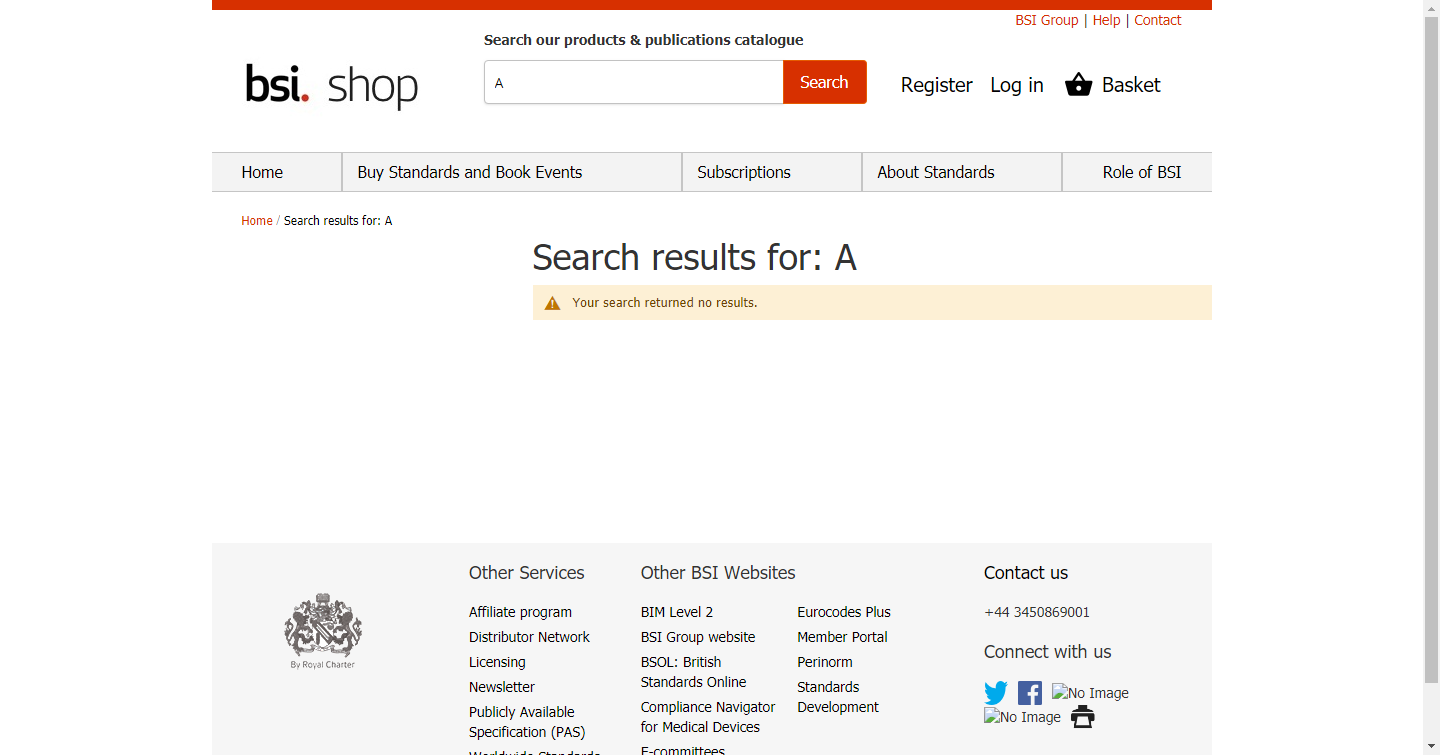 BSI Group | Help | Contact
Search our products & publications catalogue
bsi. shop
A
Search
Register
Log in
Basket
Home
Buy Standards and Book Events
Subscriptions
About Standards
Role of BSI
Home / Search results for: A
Search results for: A
Your search returned no results.
By Royal Charter
Other Services
Affiliate program
Distributor Network
Licensing
Newsletter
Publicly Available
Specification (PAS)
Worldwide Standards
Other BSI Websites
BIM Level 2
BSI Group website
BSOL: British
Standards Online
Compliance Navigator
for Medical Devices
E-committees
Eurocodes Plus
Member Portal
Perinorm
Standards
Development
Contact us
+44 3450869001
Connect with us
No Image
No Image